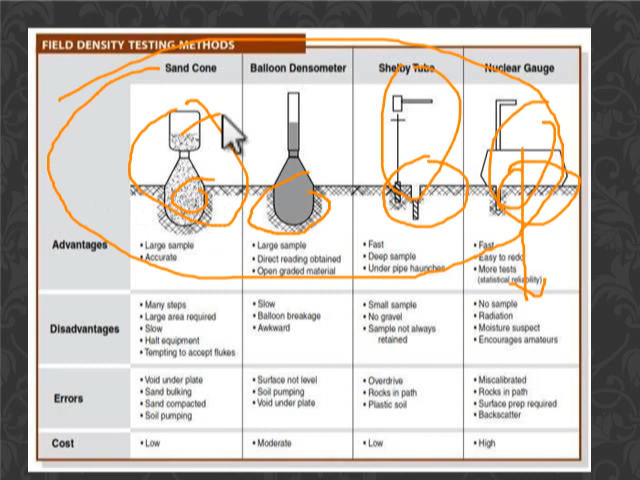 FIELD DENSITY TESTING METHODS
Sand Cone
Balloon Densometer
Shelby Tube
Nuclear Gauge
Advantages
• Large sample
• Accurate
• Large sample
• Direct reading obtained
• Open graded material
• Fast
• Deep sample
• Under pipe haunches
• Fast
• Easy to redo
• More tests
(statistical reliability)
Disadvantages
• Many steps
• Large area required
• Slow
• Halt equipment
• Tempting to accept flukes
• Slow
• Balloon breakage
• Awkward
• Small sample
• No gravel
• Sample not always
retained
• No sample
• Radiation
• Moisture suspect
• Encourages amateurs
Errors
• Void under plate
• Sand bulking
• Sand compacted
• Soil pumping
• Surface not level
• Soil pumping
• Void under plate
• Overdrive
• Rocks in path
• Plastic soil
• Miscalibrated
• Rocks in path
• Surface prep required
• Backscatter
Cost
• Low
• Moderate
• Low
• High